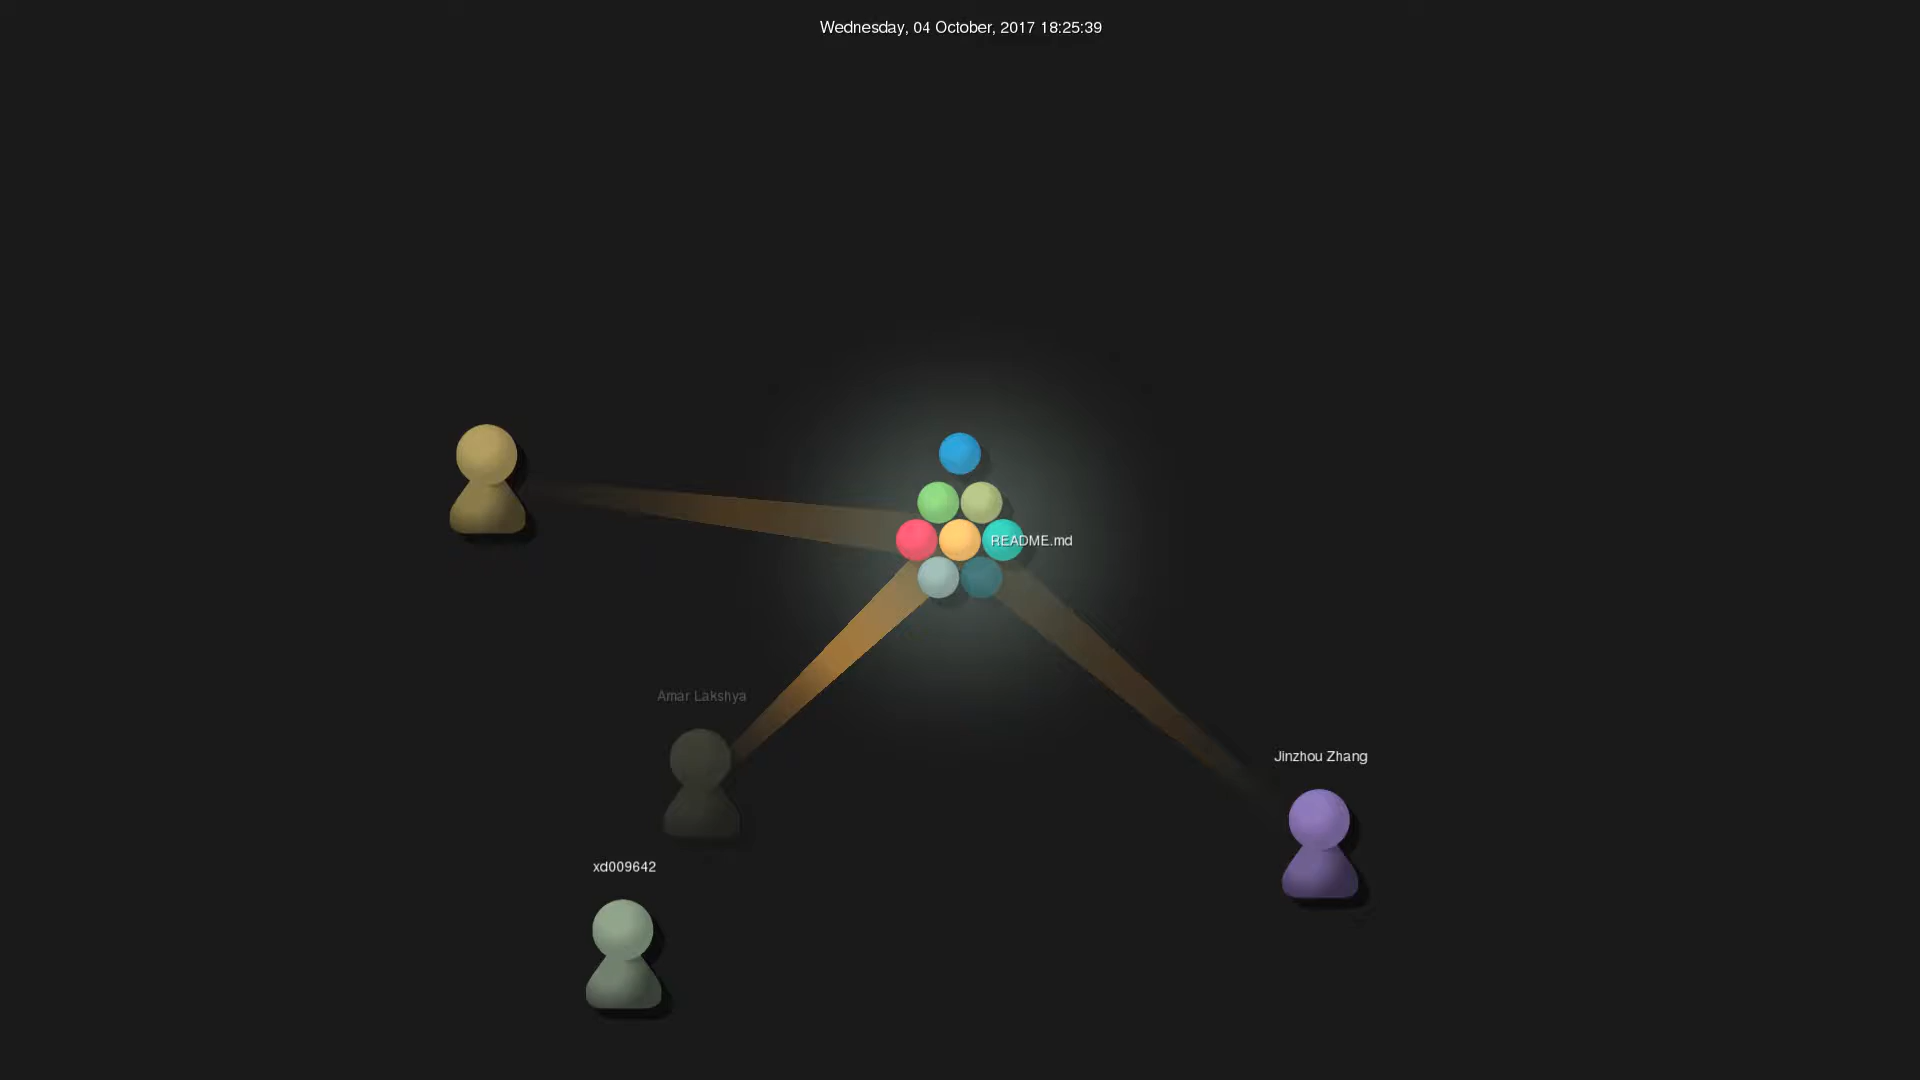 Wednesday, 04 October, 2017 18:25:39
README.md
Amar Lakshya
Jinzhou Zhang
xd009642